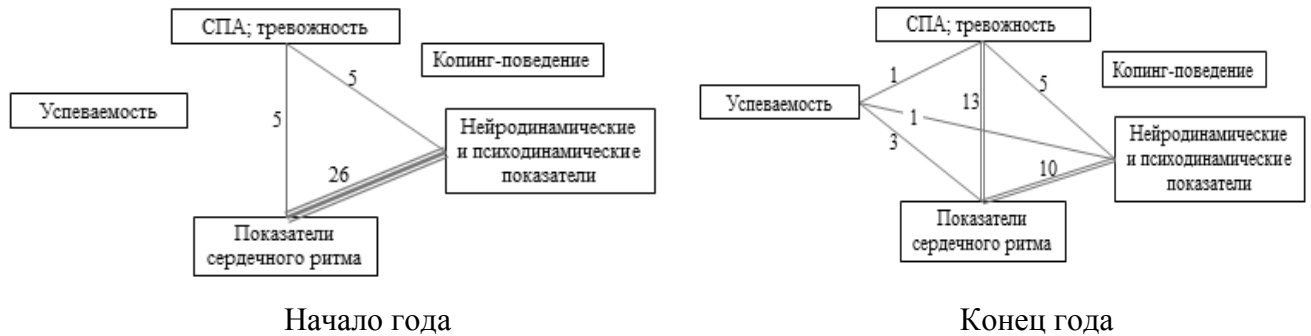 СПА; тревожность
Копинг-поведение
5
Успеваемость
5
Нейродинамические
и психодинамические
показатели
26
Показатели
сердечного ритма
Начало года
СПА; тревожность
Копинг-поведение
1
5
Успеваемость
13
1
Нейродинамические
и психодинамические
показатели
3
10
Показатели
сердечного ритма
Конец года